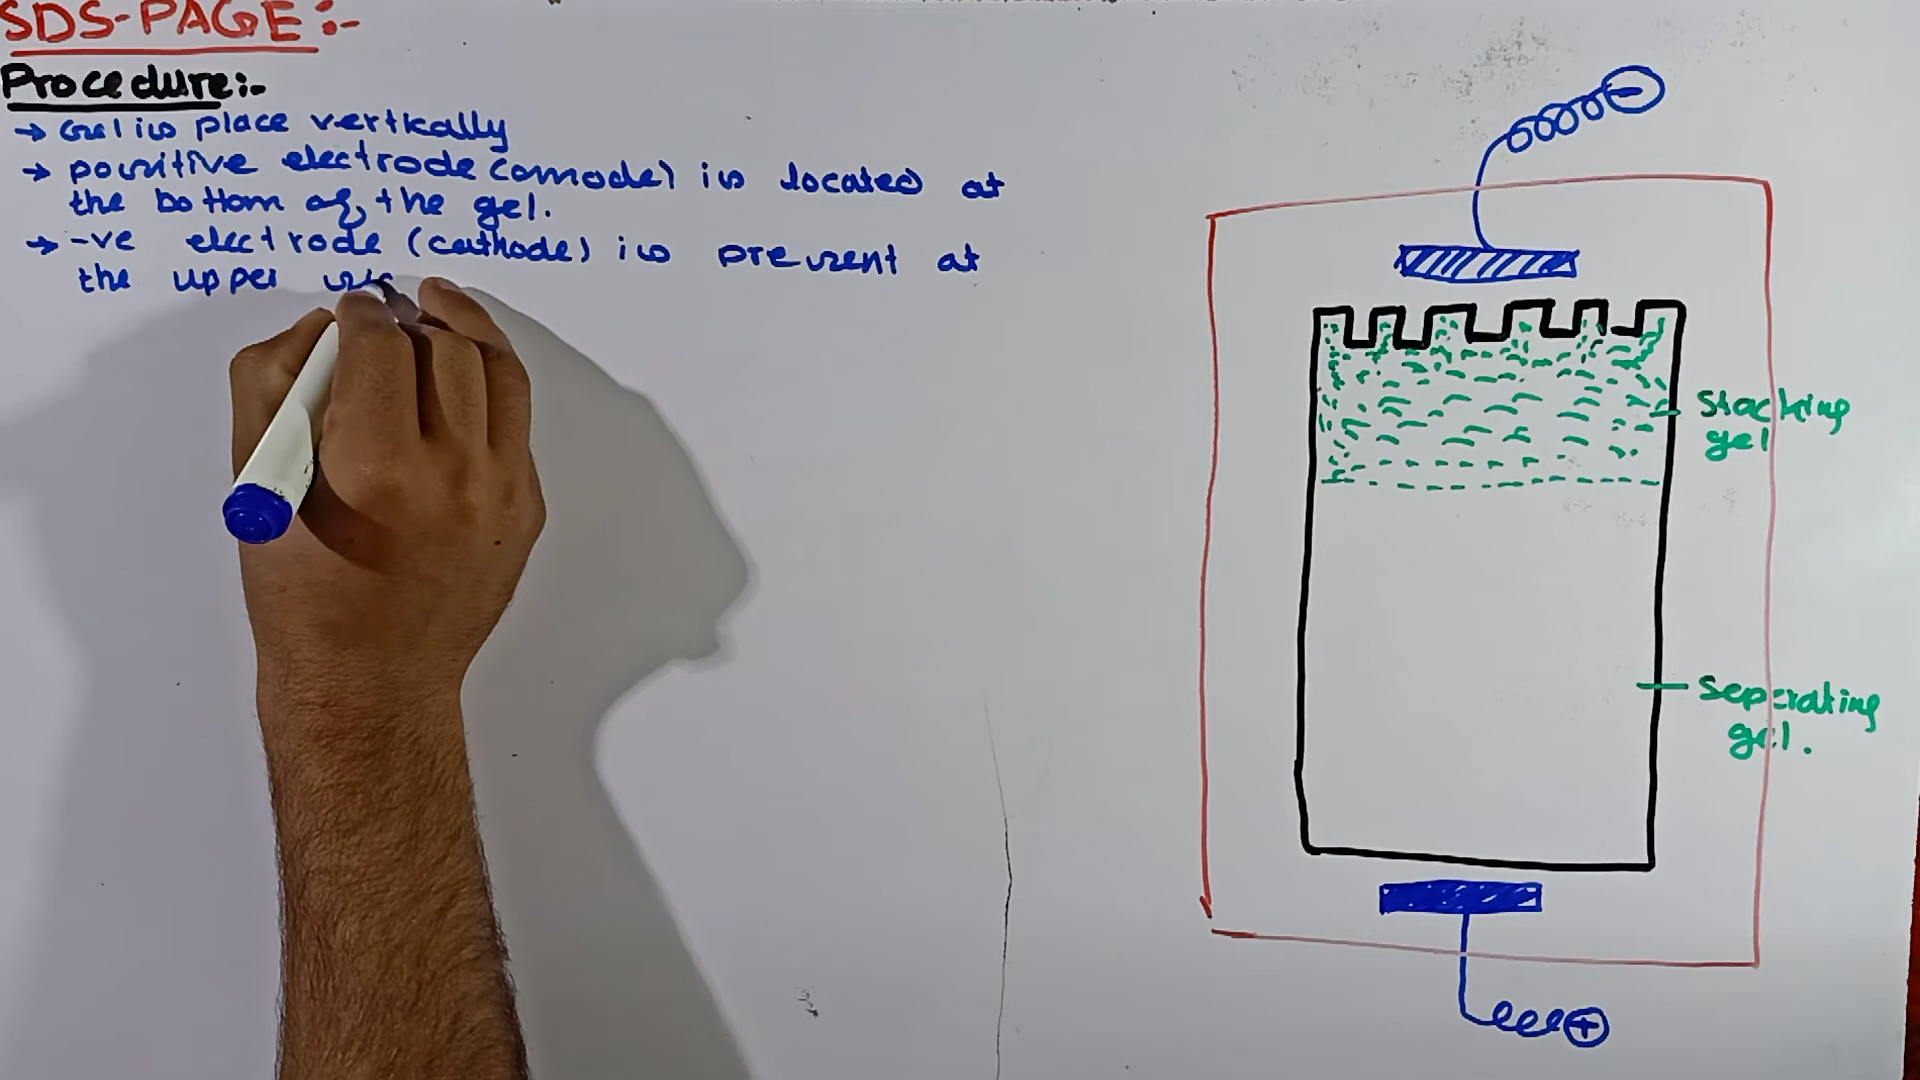 SDS-PAGE:-
Procedure:-
→ Gel is place vertically
→ positive electrode (anode) is located at
the bottom of the gel.
→ -ve electrode (cathode) is present at
the upper
-
Stacking
gel
Seperating
gel.
+